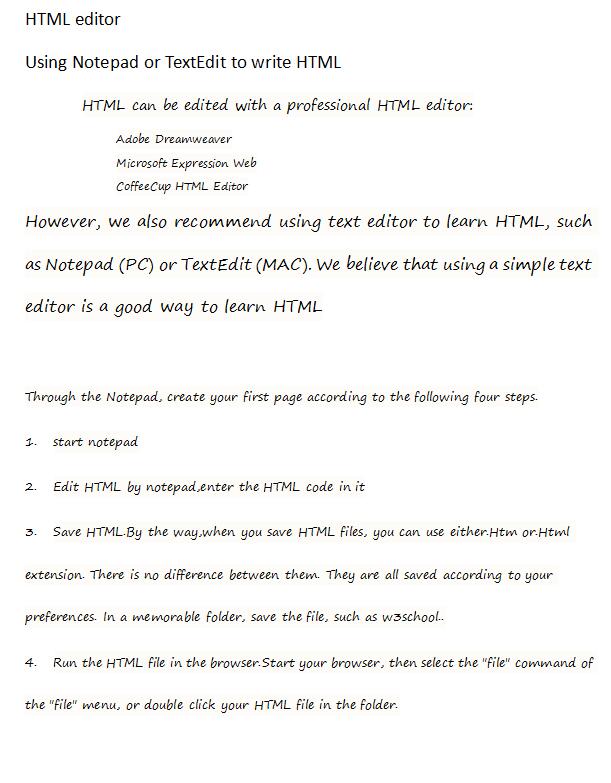 HTML editor
Using Notepad or TextEdit to write HTML
HTML can be edited with a professional HTML editor:
Adobe Dreamweaver
Microsoft Expression Web
CoffeeCup HTML Editor
However, we also recommend using text editor to learn HTML, such
as Notepad (PC) or TextEdit (MAC). We believe that using a simple text
editor is a good way to learn HTML
Through the Notepad, create your first page according to the following four steps.
1. start notepad
2. Edit HTML by notepad,enter the HTML code in it
3. Save HTML.By the way,when you save HTML files, you can use either.Htm or.Html
extension. There is no difference between them. They are all saved according to your
preferences. In a memorable folder, save the file, such as w3school..
4. Run the HTML file in the browser.Start your browser, then select the "file" command of
the "file" menu, or double click your HTML file in the folder.